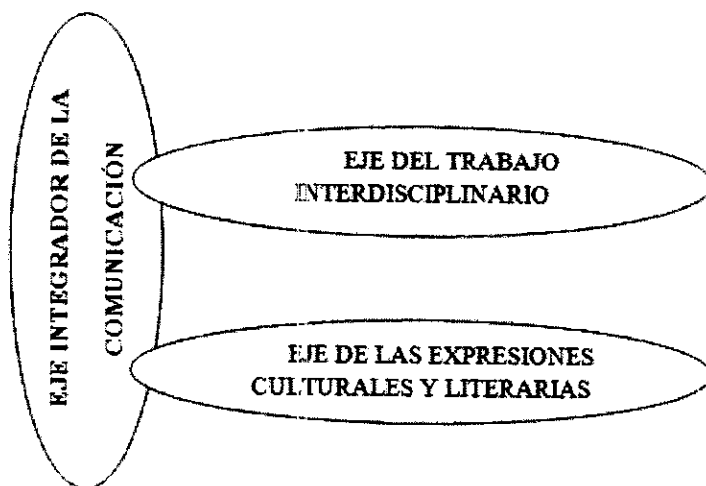 EJE INTEGRADOR DE LA
COMUNICACIÓN
EJE DEL TRABAJO
INTERDISCIPLINARIO
EJE DE LAS EXPRESIONES
CULTURALES Y LITERARIAS